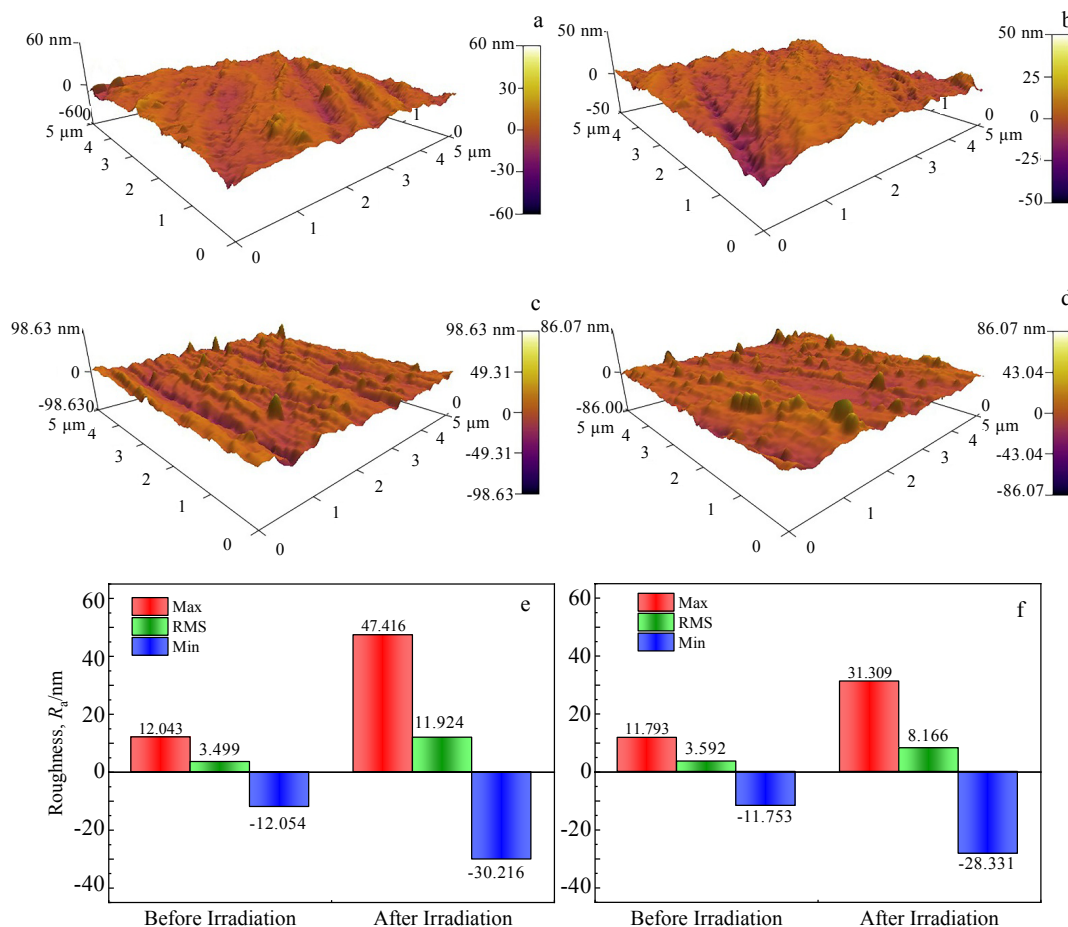 a
60 nm
0
-60
0
5 µm
4
3
2
1
0
0
1
2
3
4
5 µm
0
1
60 nm
30
0
-30
-60
b
50 nm
0
-50
0
5 µm
4
3
2
1
0
0
1
2
3
4
5 µm
0
1
50 nm
25
0
-25
-50
c
98.63 nm
0
-98.63
0
5 µm
4
3
2
1
0
0
1
2
4
5 µm
0
1
98.63 nm
49.31
0
-49.31
-98.63
d
86.07 nm
0
-86.00
0
5 µm
4
3
2
1
0
0
1
2
4
5 µm
0
1
86.07 nm
43.04
0
-43.04
-86.07
e
Roughness, Ra/nm
60
40
20
0
-20
-40
Max
RMS
Min
12.043
3.499
-12.054
47.416
11.924
-30.216
Before Irradiation
After Irradiation
f
60
40
20
0
-20
-40
Max
RMS
Min
11.793
3.592
-11.753
31.309
8.166
-28.331
Before Irradiation
After Irradiation